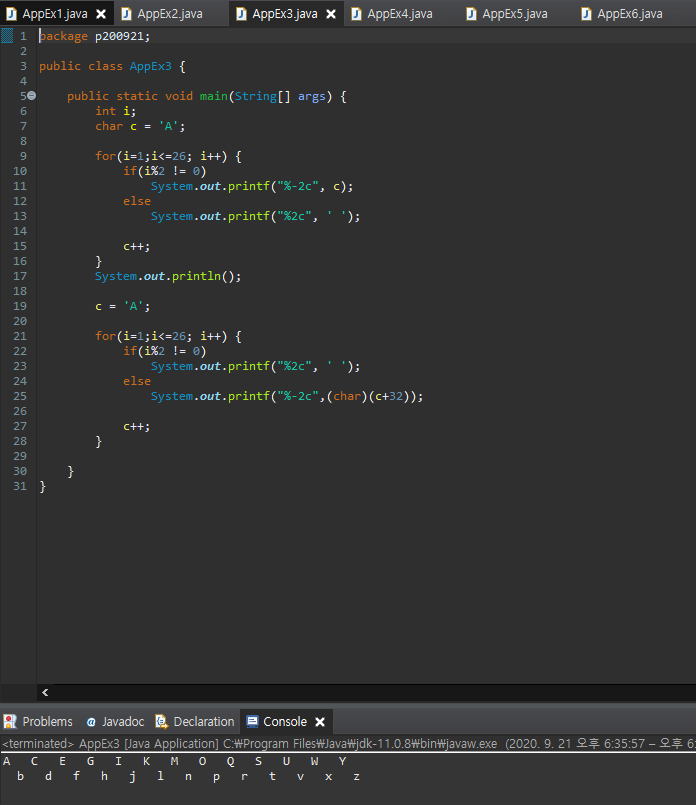 AppEx1.java AppEx2.java AppEx3.java AppEx4.java AppEx5.java AppEx6.java
1 package p200921;
2
3 public class AppEx3 {
4
5     public static void main(String[] args) {
6         int i;
7         char c = 'A';
8
9         for(i=1;i<=26; i++) {
10             if(i%2 != 0)
11                 System.out.printf("%-2c", c);
12             else
13                 System.out.printf("%2c", ' ');
14
15             c++;
16         }
17         System.out.println();
18
19         c = 'A';
20
21         for(i=1;i<=26; i++) {
22             if(i%2 != 0)
23                 System.out.printf("%2c", ' ');
24             else
25                 System.out.printf("%-2c",(char)(c+32));
26
27             c++;
28         }
29
30     }
31 }
Problems Javadoc Declaration Console
<terminated> AppEx3 [Java Application] C:₩Program Files₩Java₩jdk-11.0.8₩bin₩javaw.exe (2020. 9. 21 오후 6:35:57 – 오후 6:
A C E G I K M O Q S U W Y
b d f h j l n p r t v x z